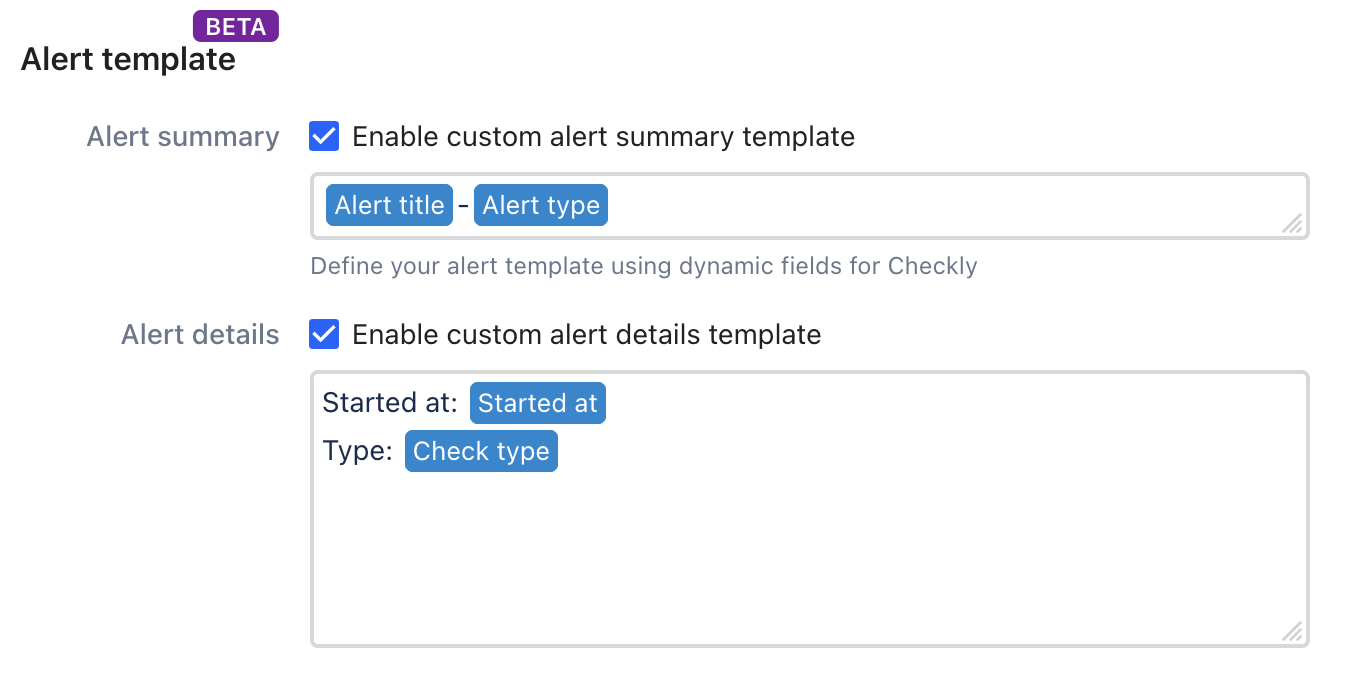 BETA
Alert template
Alert summary
Enable custom alert summary template
Alert title - Alert type
Define your alert template using dynamic fields for Checkly
Alert details
Enable custom alert details template
Started at: Started at
Type: Check type